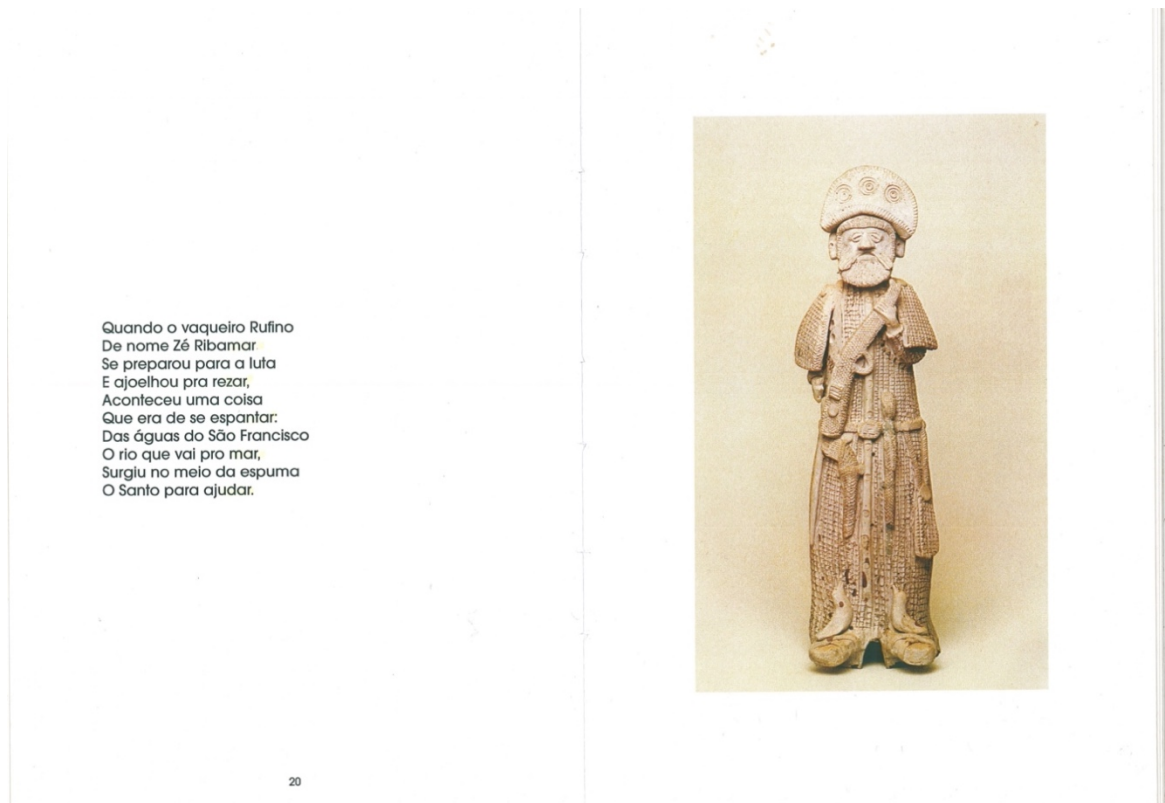 Quando o vaqueiro Rufino
De nome Zé Ribamar
Se preparou para a luta
E ajoelhou pra rezar,
Aconteceu uma coisa
Que era de se espantar:
Das águas do São Francisco
O rio que vai pro mar,
Surgiu no meio da espuma
O Santo para ajudar.
20